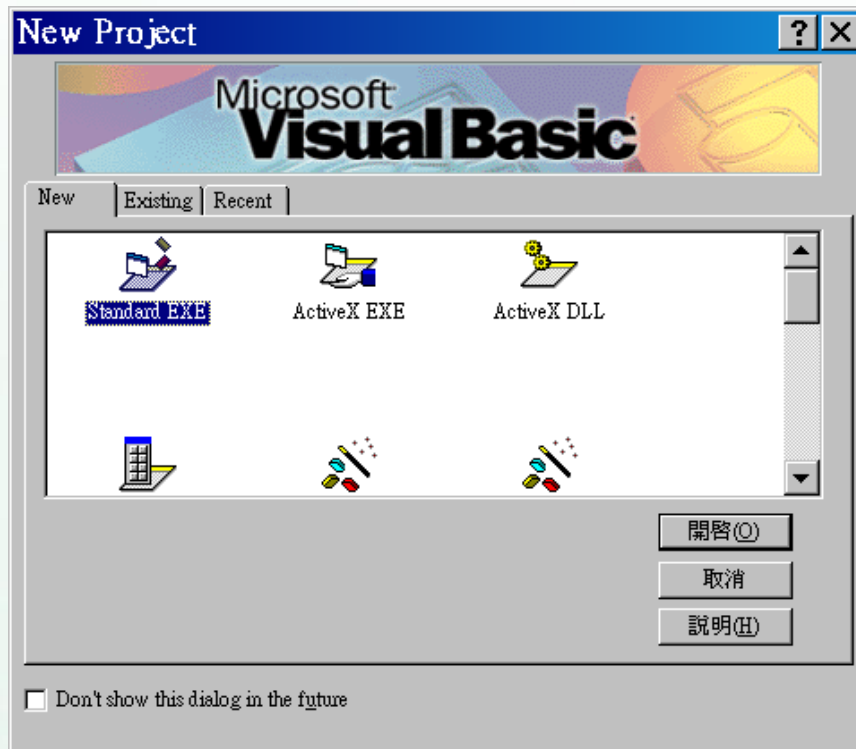 New Project
Microsoft
Visual Basic
New Existing Recent
Standard EXE ActiveX EXE ActiveX DLL
開啓(O)
取消
說明(H)
Don't show this dialog in the future